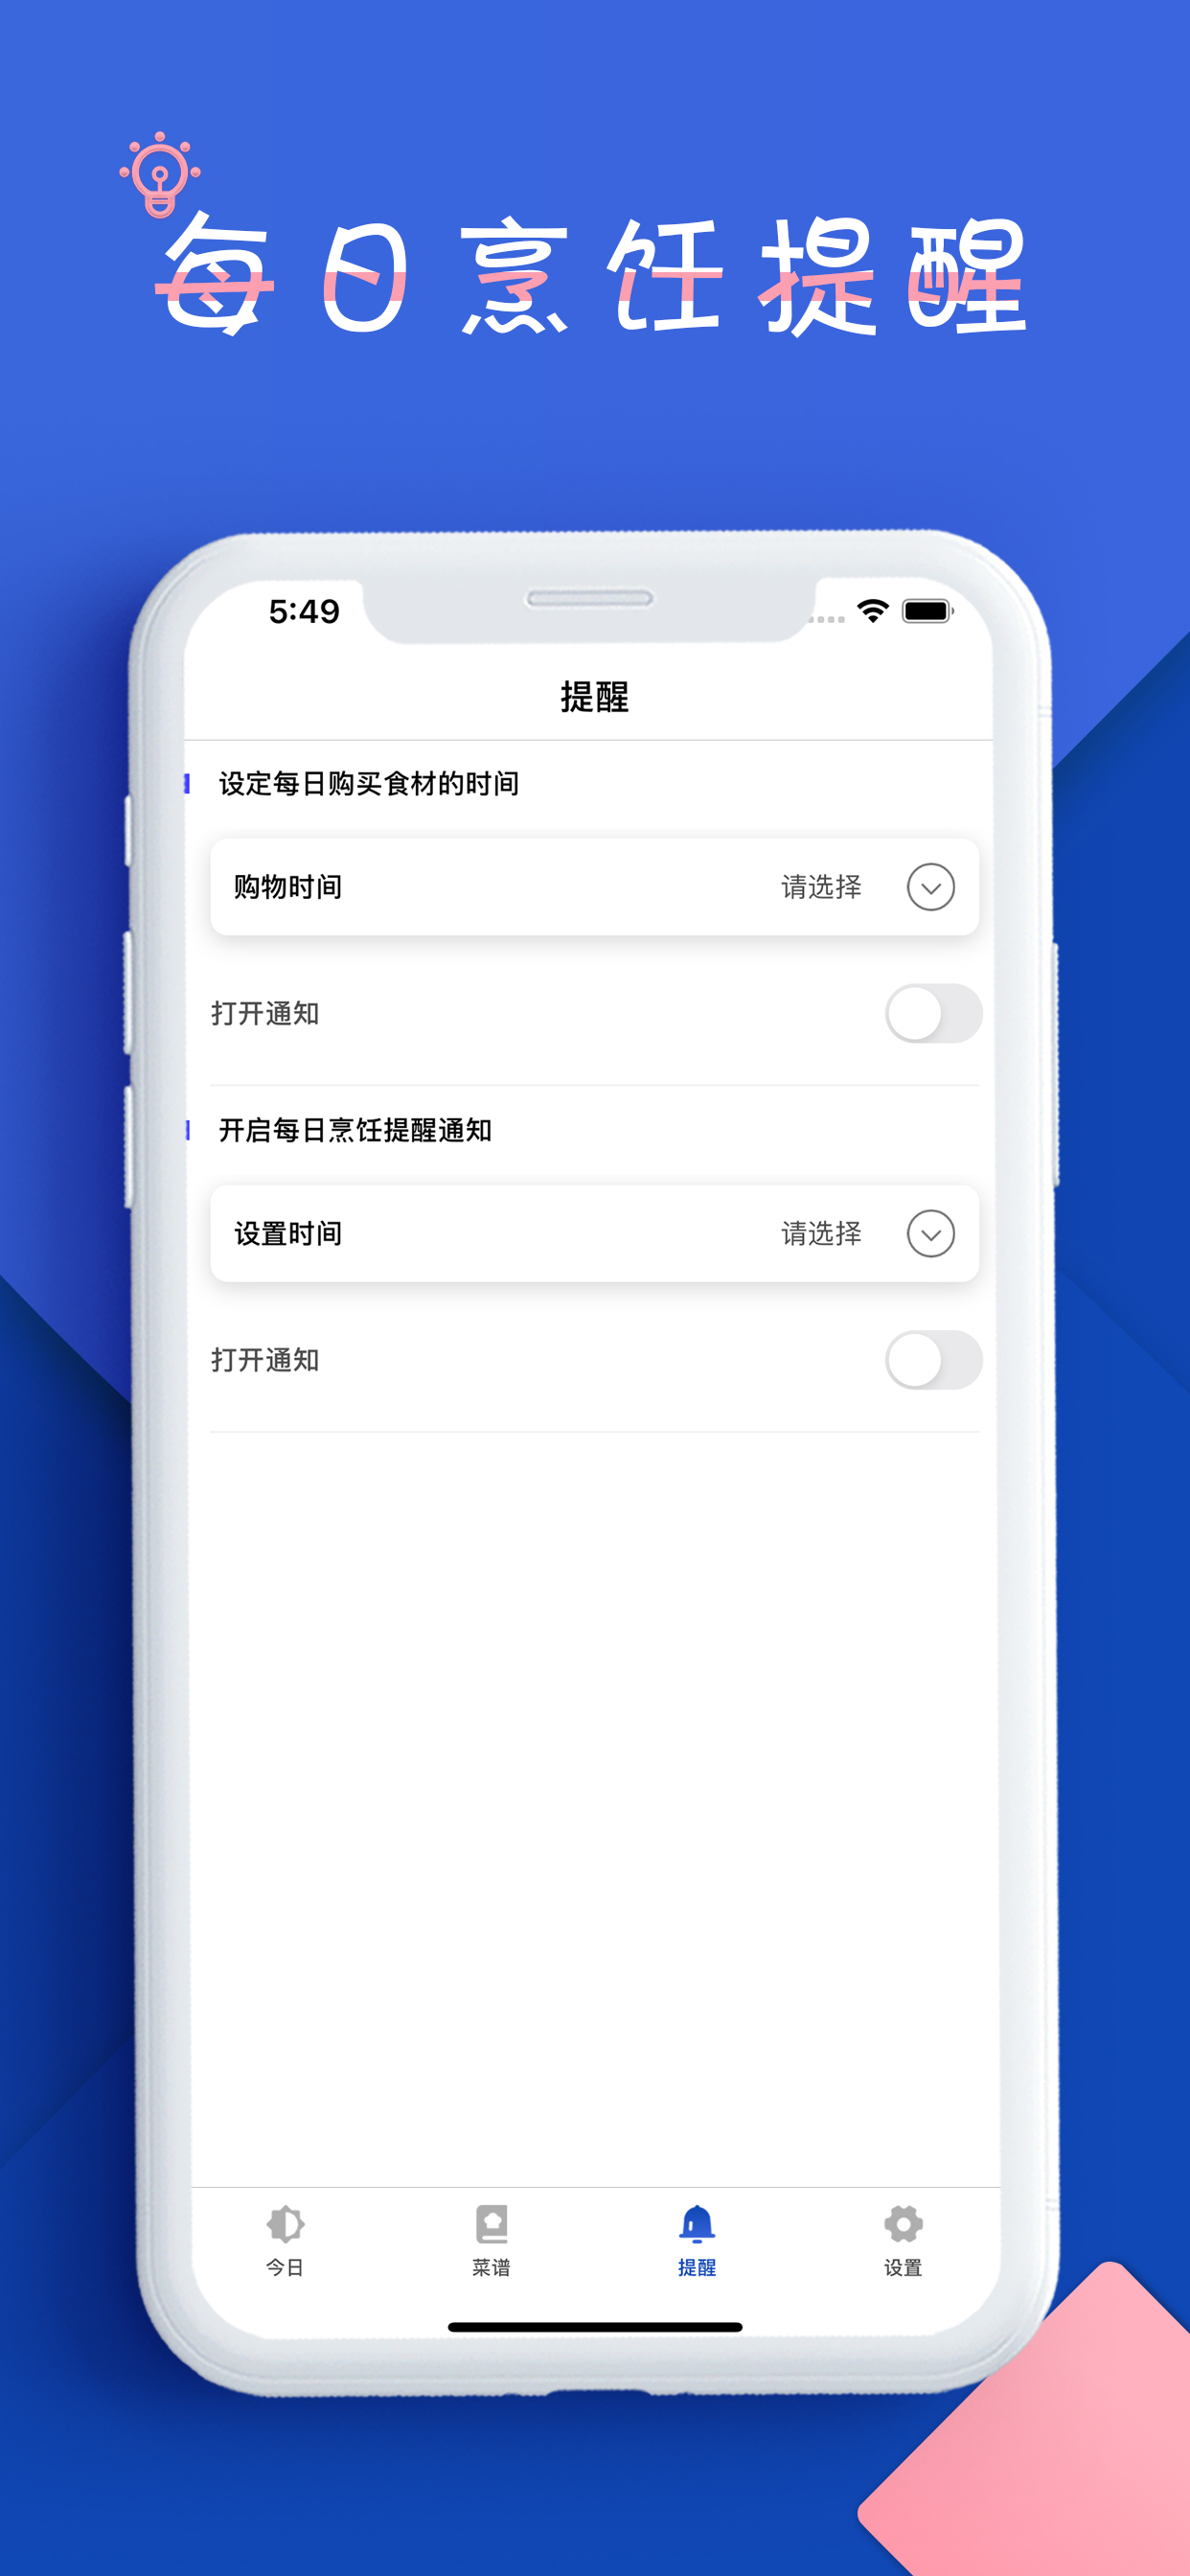 每日烹饪提醒
5:49
提醒
设定每日购买食材的时间
购物时间 请选择
打开通知
开启每日烹饪提醒通知
设置时间 请选择
打开通知
今日 菜谱 提醒 设置